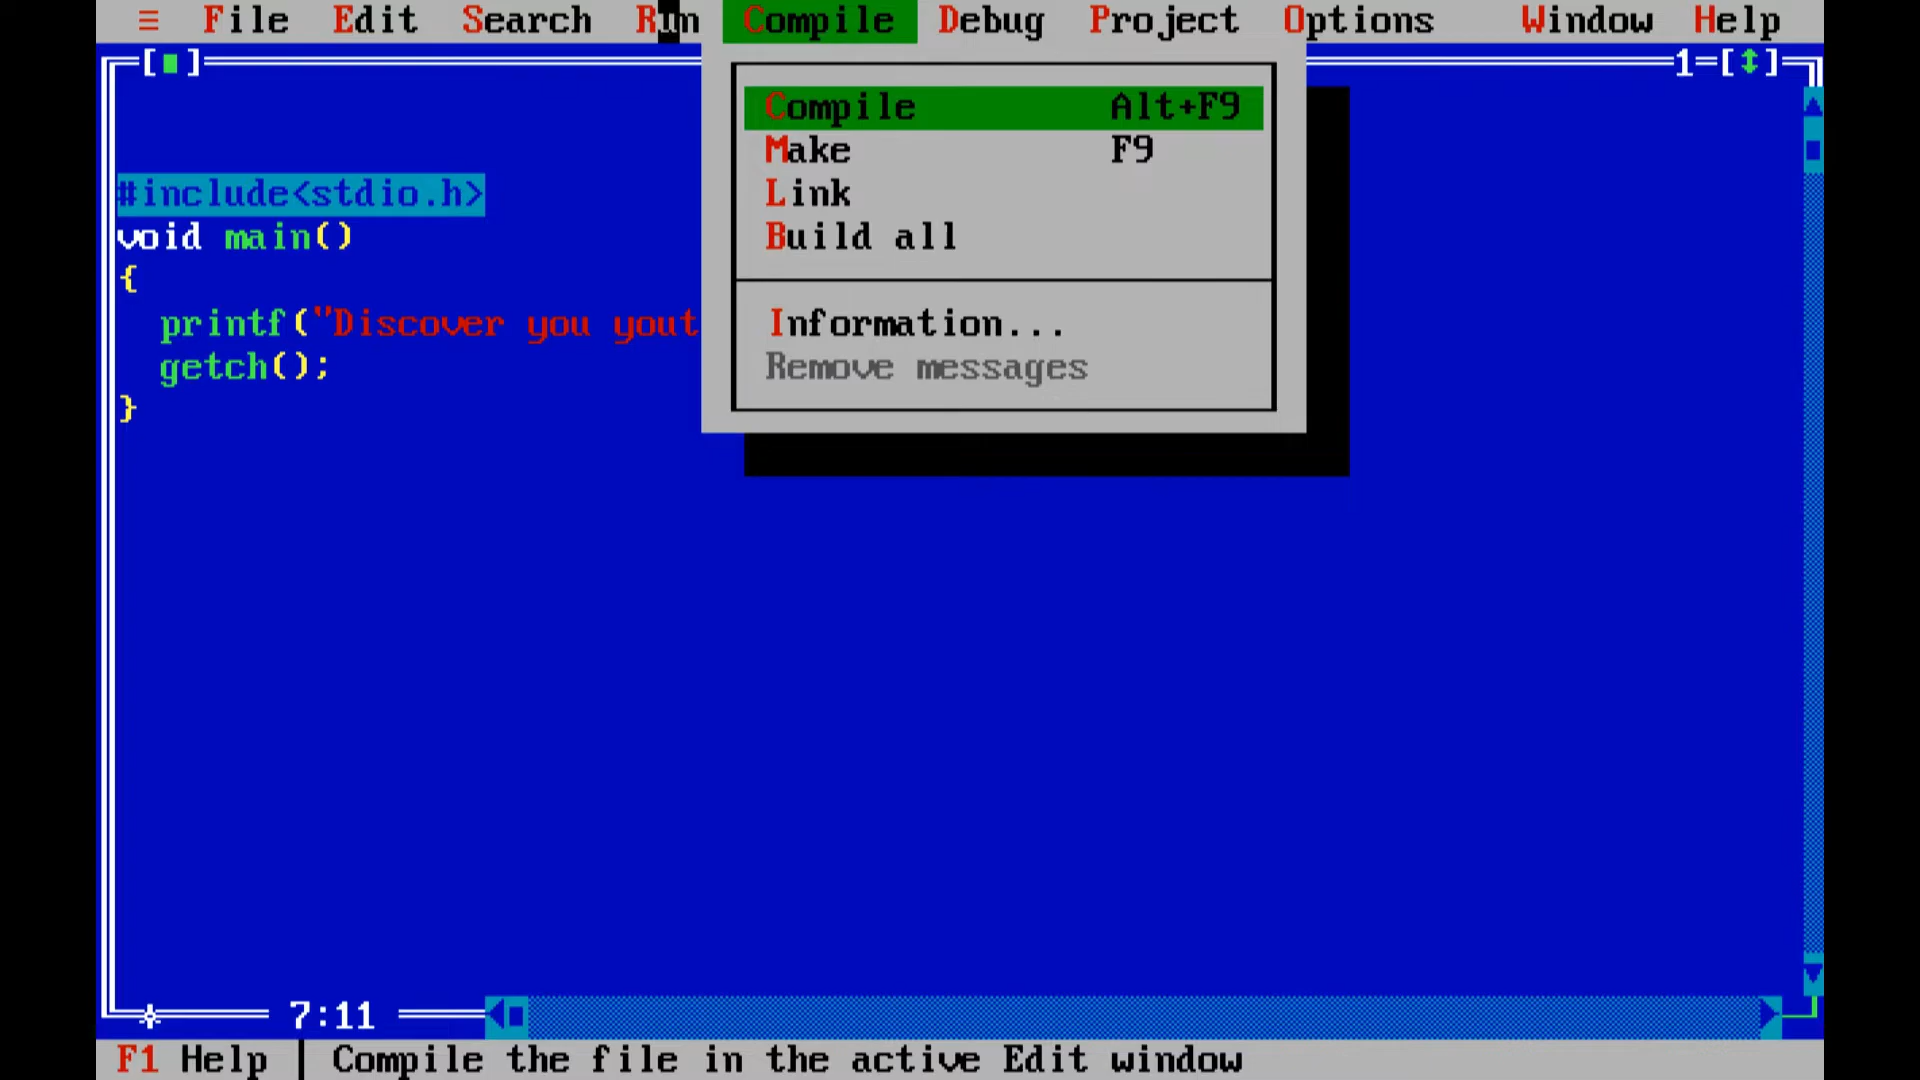 ≡ File Edit Search Run Compile Debug Project Options Window Help
[■] 1=[↕]
Compile Alt+F9
Make F9
Link
Build all
Information...
Remove messages
#include<stdio.h>
void main()
{
printf("Discover you yout
getch();
}
* 7:11
F1 Help | Compile the file in the active Edit window